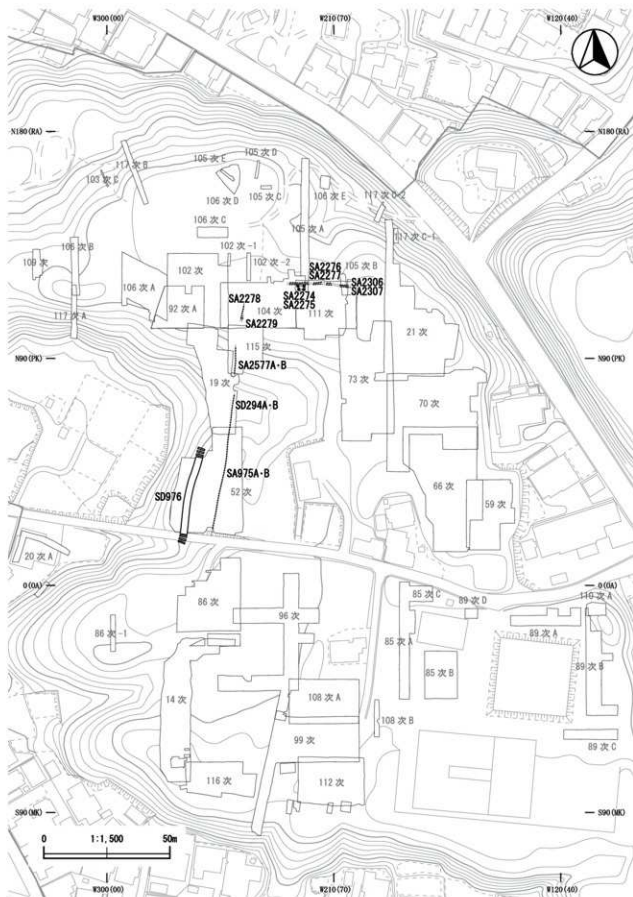 W300(00)
W210(70)
W120(40)
N180(RA)
117次B
103次C
105次E
105次D
105次C
106次D
106次E
117次C-2
106次C
105次A
117次C-1
106次B
109次
102次-1
102次-2
SA2276
SA2277
105次B
SA2306
SA2307
102次
106次A
92次A
117次A
SA2278
SA2274
SA2275
104次
111次
SA2279
21次
115次
N90(PK)
SA2577A・B
19次
73次
SD294A・B
70次
SA975A・B
SD976
52次
66次
59次
20次A
0(0A)
86次
96次
85次C
89次D
110次A
86次-1
85次A
89次A
85次B
89次B
14次
108次A
108次B
99次
89次C
116次
112次
S90(MK)
0
1:1,500
50m
W300(00)
W210(70)
W120(40)